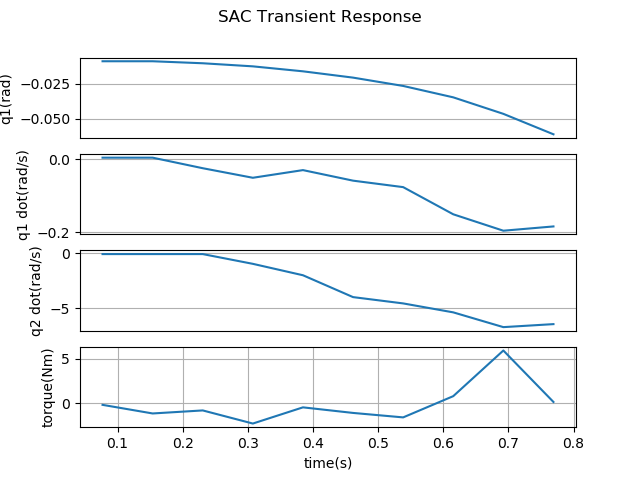 SAC Transient Response
q1(rad)
−0.025
−0.050
q1 dot(rad/s)
0.0
−0.2
q2 dot(rad/s)
0
−5
torque(Nm)
5
0
0.1 0.2 0.3 0.4 0.5 0.6 0.7 0.8
time(s)